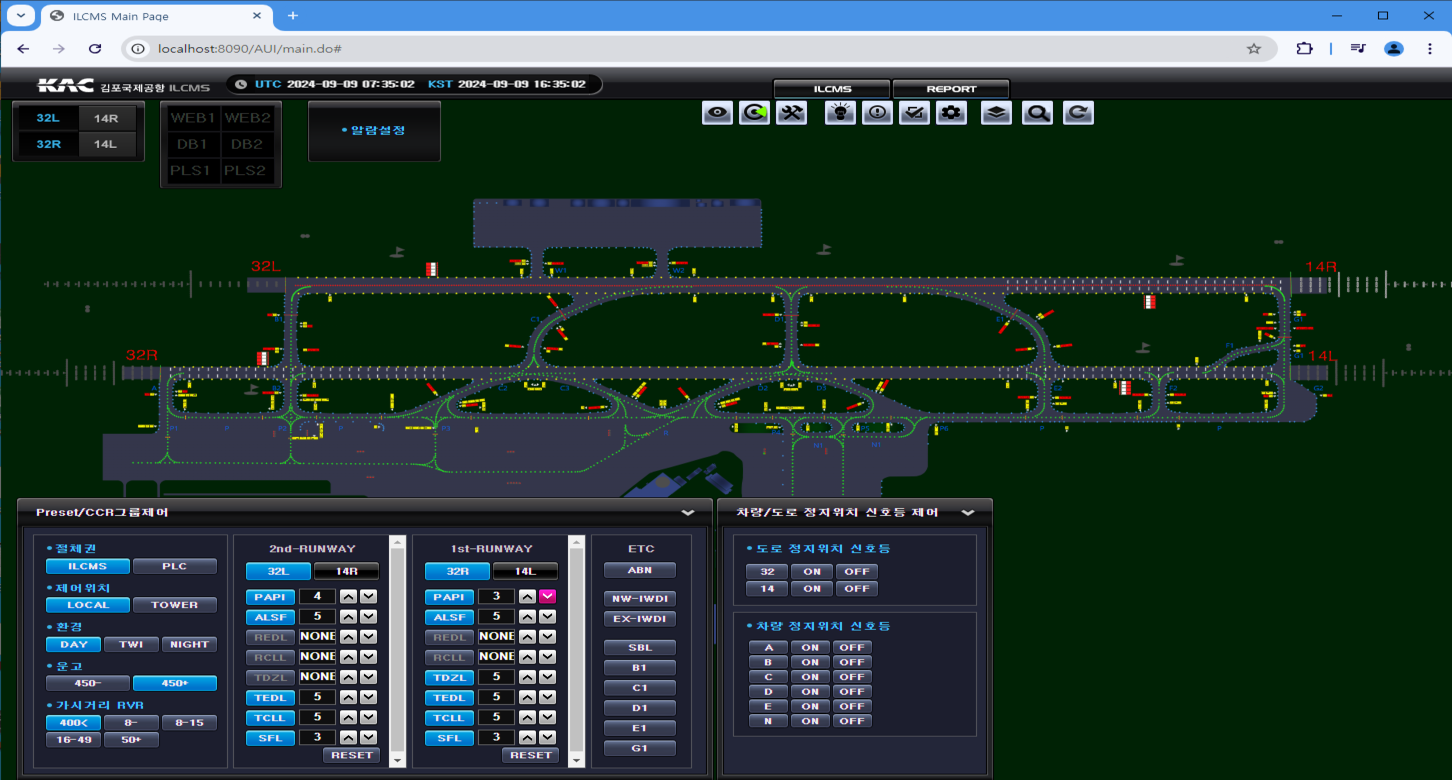 ILCMS Main Page
localhost:8090/AUI/main.do#
KAC 김포국제공항 ILCMS
UTC 2024-09-09 07:35:02 KST 2024-09-09 16:35:02
ILCMS REPORT
32L 14R
32R 14L
WEB1 WEB2
DB1 DB2
PLS1 PLS2
알람설정
32L
14R
32R
14L
W1
W2
Preset/CCR그룹제어
절체권
ILCMS PLC
제어위치
LOCAL TOWER
환경
DAY TWI NIGHT
운고
450- 450+
가시거리 RVR
400< 8- 8-15
16-49 50+
2nd-RUNWAY
32L 14R
PAPI 4
ALSF 5
REDL NONE
RCLL NONE
TDZL NONE
TEDL 5
TCLL 5
SFL 3
RESET
1st-RUNWAY
32R 14L
PAPI 3
ALSF 5
REDL NONE
RCLL NONE
TDZL 5
TEDL 5
TCLL 5
SFL 3
RESET
ETC
ABN
NW-IWDI
EX-IWDI
SBL
B1
C1
D1
E1
G1
차량/도로 정지위치 신호등 제어
도로 정지위치 신호등
32 ON OFF
14 ON OFF
차량 정지위치 신호등
A ON OFF
B ON OFF
C ON OFF
D ON OFF
E ON OFF
N ON OFF